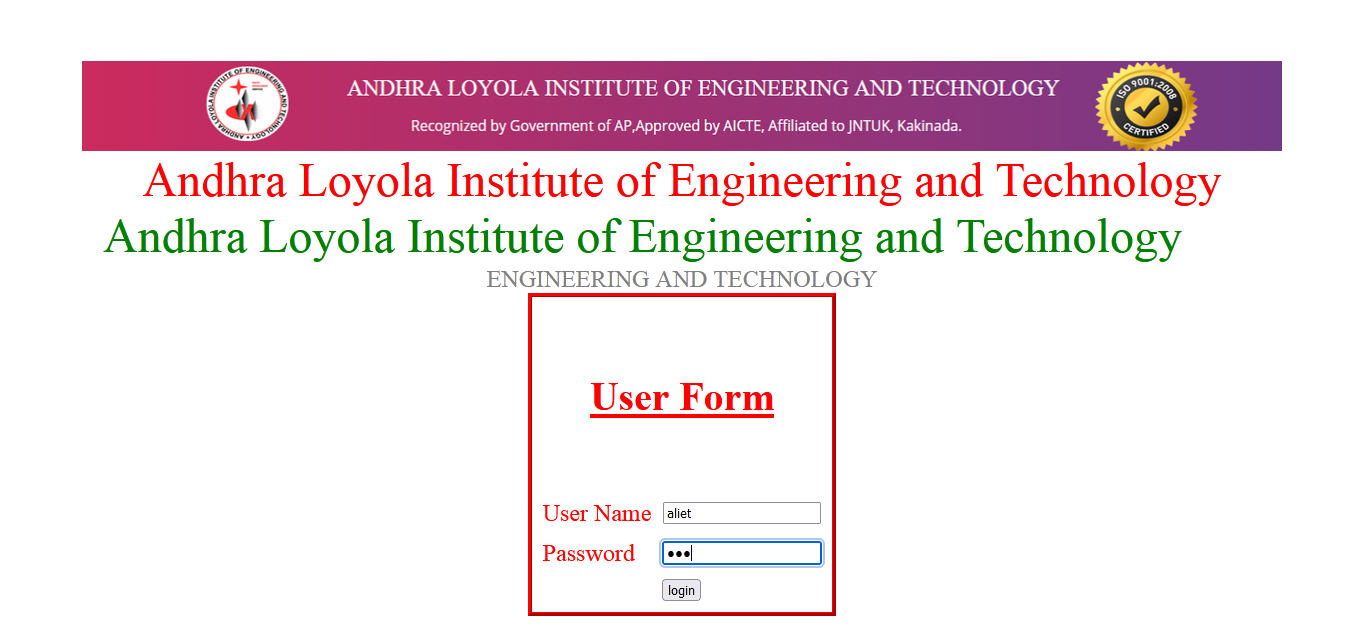 ANDHRA LOYOLA INSTITUTE OF ENGINEERING AND TECHNOLOGY
Recognized by Government of AP,Approved by AICTE, Affiliated to JNTUK, Kakinada.
ANDHRA LOYOLA INSTITUTE OF ENGINEERING AND TECHNOLOGY
ISO 9001:2008
CERTIFIED
Andhra Loyola Institute of Engineering and Technology
Andhra Loyola Institute of Engineering and Technology
ENGINEERING AND TECHNOLOGY
User Form
User Name aliet
Password •••
login